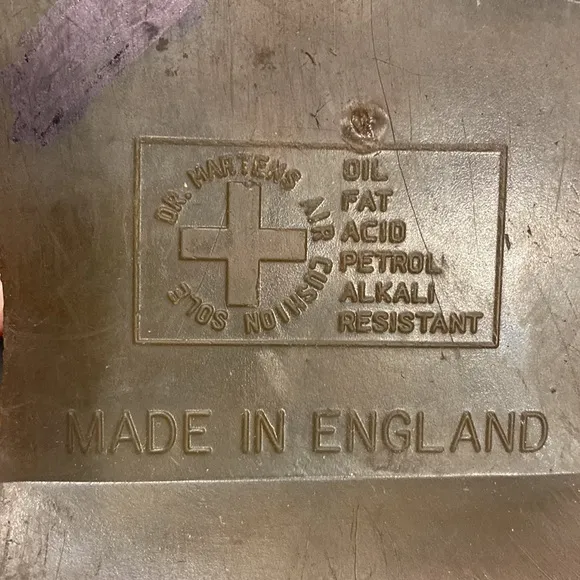 DR. MARTENS AIR CUSHION SOLE
OIL
FAT
ACID
PETROL
ALKALI
RESISTANT
MADE IN ENGLAND